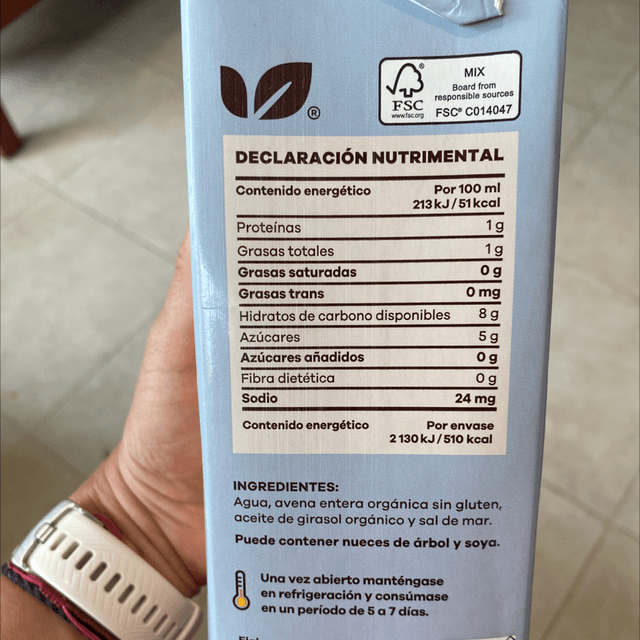 ®
FSC
www.fsc.org
MIX
Board from
responsible sources
FSC® C014047
DECLARACIÓN NUTRIMENTAL
Contenido energético Por 100 ml
213 kJ / 51 kcal
Proteínas 1 g
Grasas totales 1 g
Grasas saturadas 0 g
Grasas trans 0 mg
Hidratos de carbono disponibles 8 g
Azúcares 5 g
Azúcares añadidos 0 g
Fibra dietética 0 g
Sodio 24 mg
Contenido energético Por envase
2 130 kJ / 510 kcal
INGREDIENTES:
Agua, avena entera orgánica sin gluten,
aceite de girasol orgánico y sal de mar.
Puede contener nueces de árbol y soya.
Una vez abierto manténgase
en refrigeración y consúmase
en un período de 5 a 7 días.